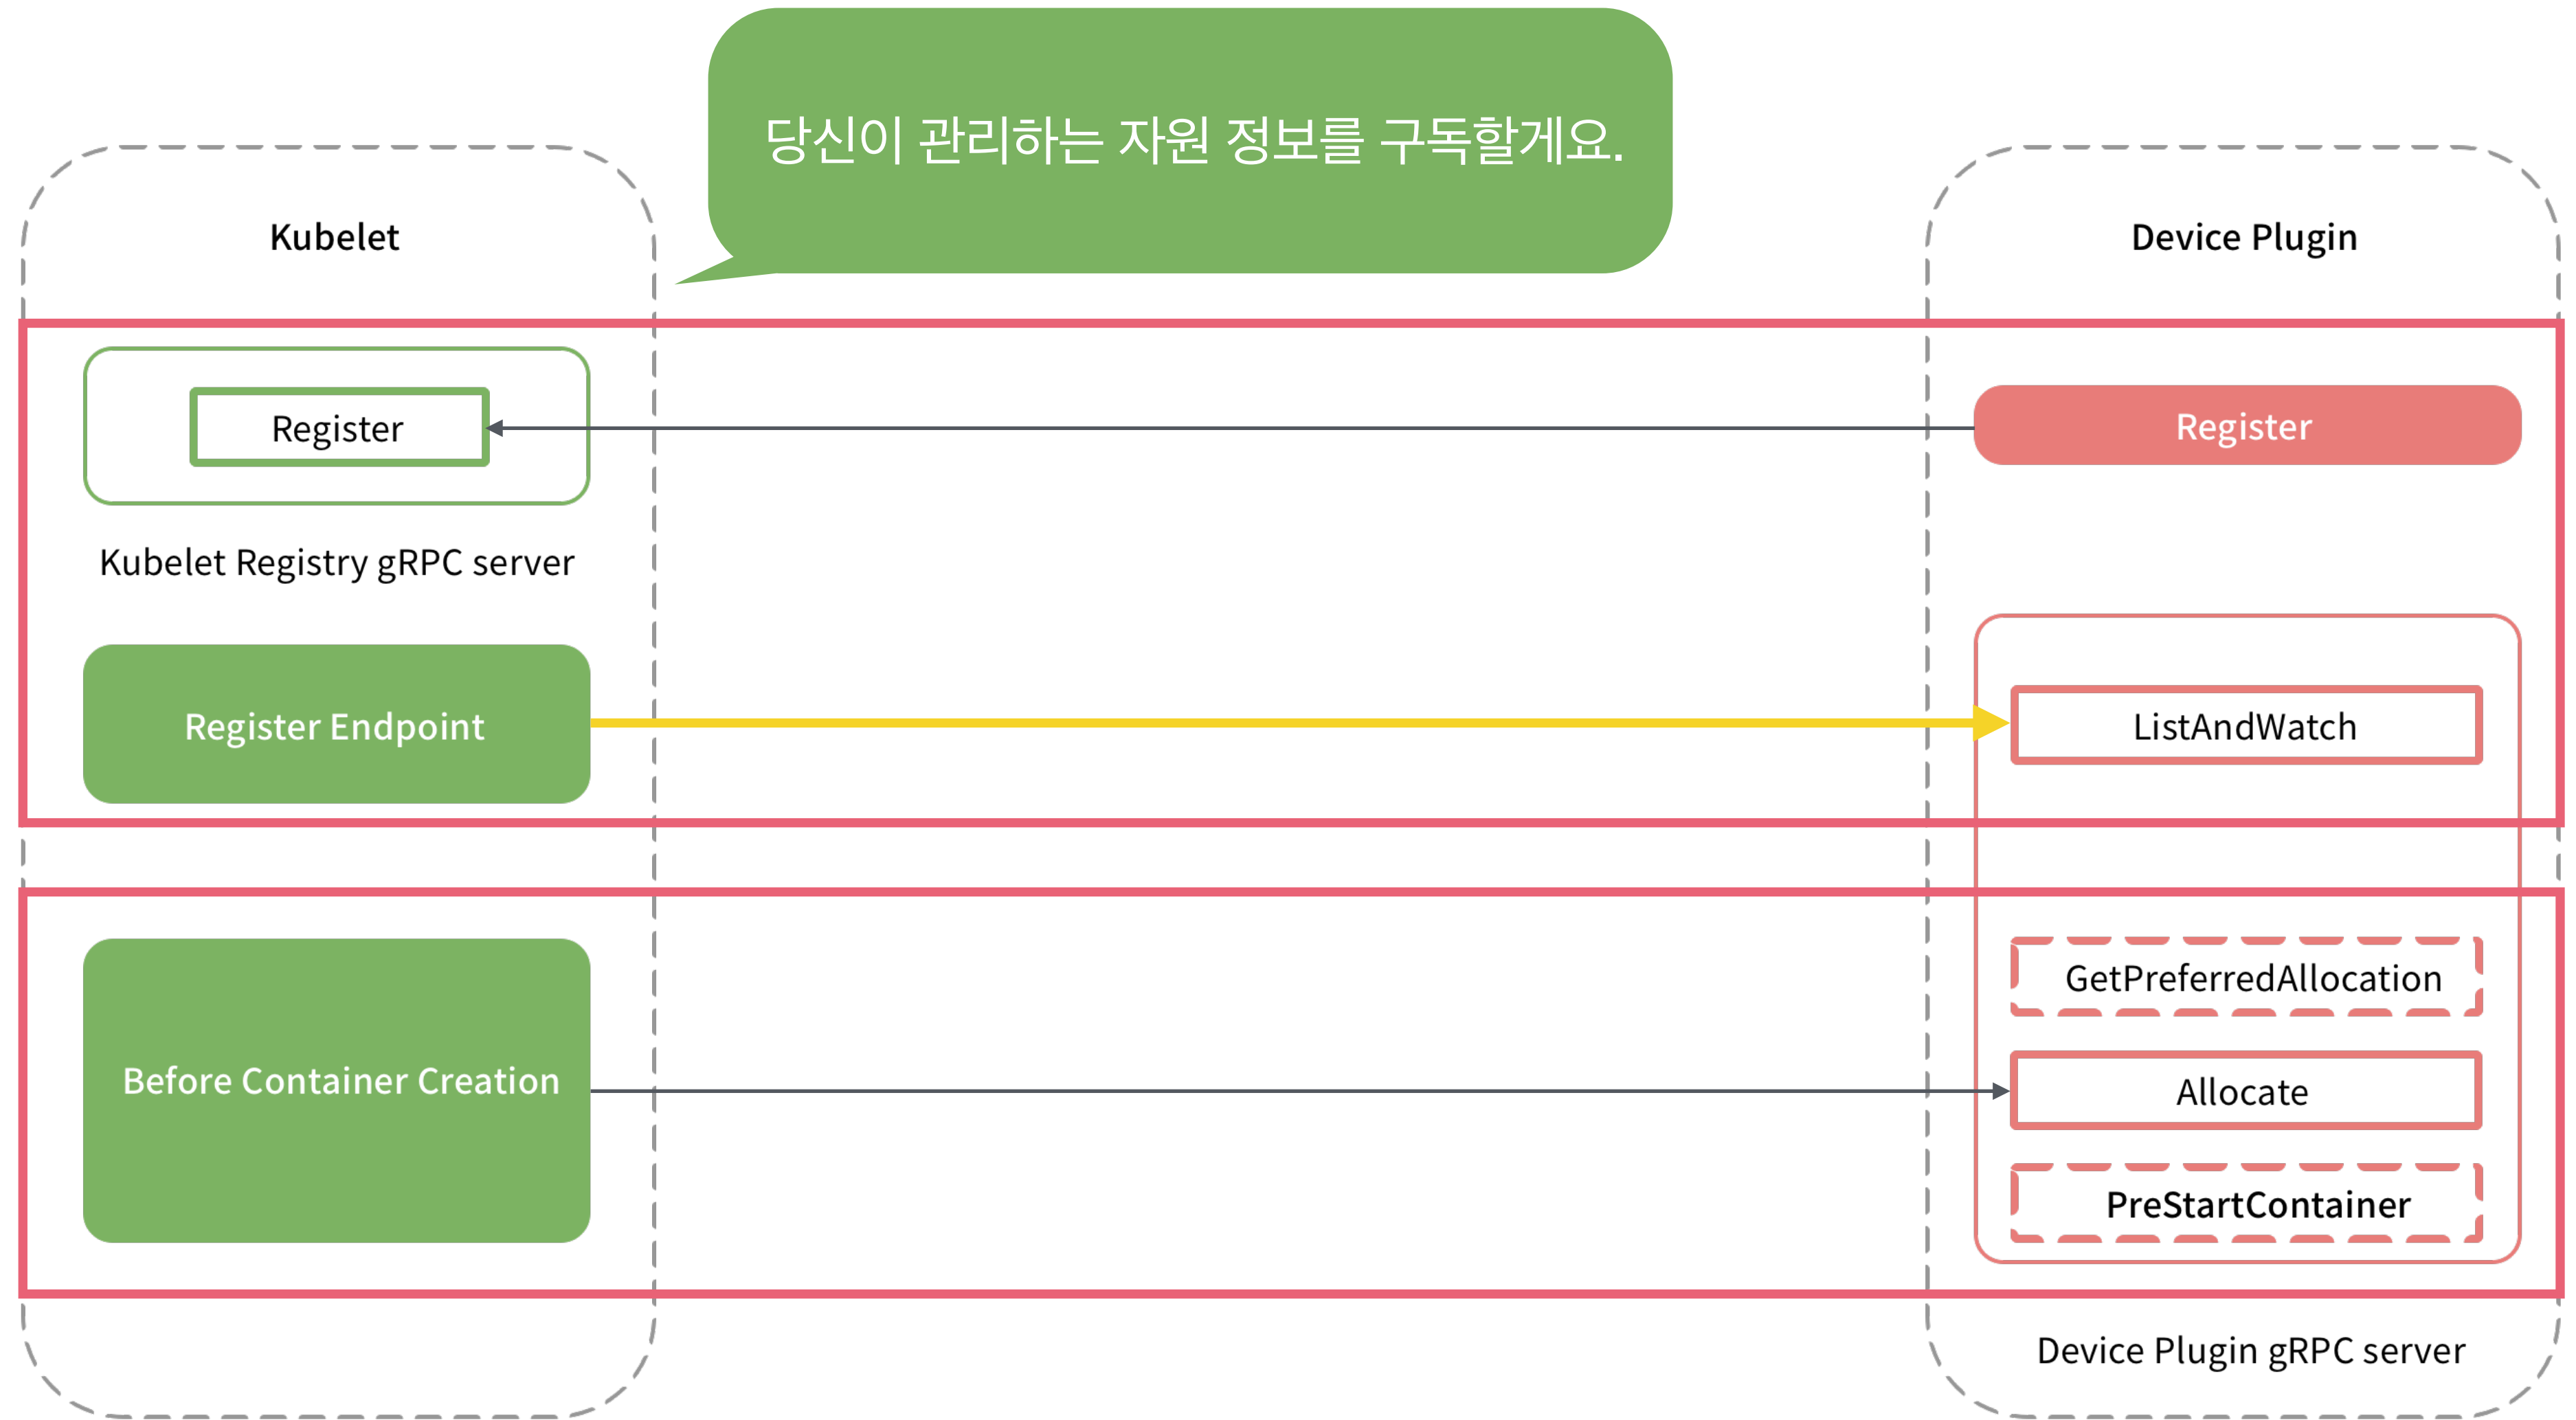 당신이 관리하는 자원 정보를 구독할게요.
Kubelet
Device Plugin
Register
Register
Kubelet Registry gRPC server
Register Endpoint
ListAndWatch
Before Container Creation
GetPreferredAllocation
Allocate
PreStartContainer
Device Plugin gRPC server